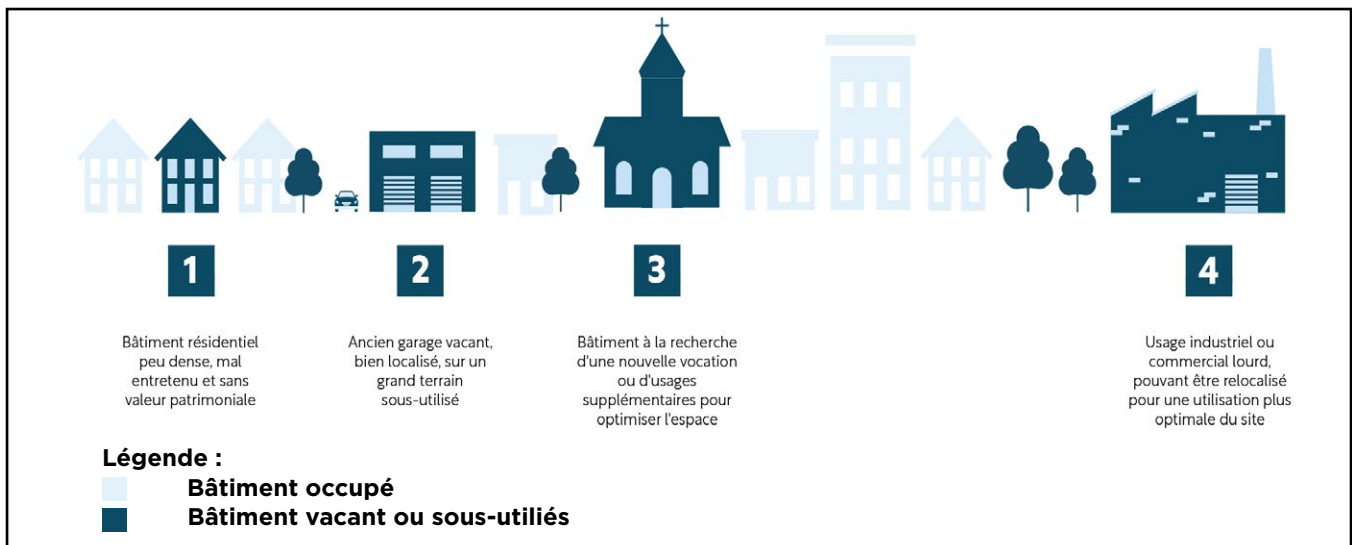 1
2
3
4
Bâtiment résidentiel
peu dense, mal
entretenu et sans
valeur patrimoniale
Ancien garage vacant,
bien localisé, sur un
grand terrain
sous-utilisé
Bâtiment à la recherche
d'une nouvelle vocation
ou d'usages
supplémentaires pour
optimiser l'espace
Usage industriel ou
commercial lourd,
pouvant être relocalisé
pour une utilisation plus
optimale du site
Légende :
Bâtiment occupé
Bâtiment vacant ou sous-utiliés